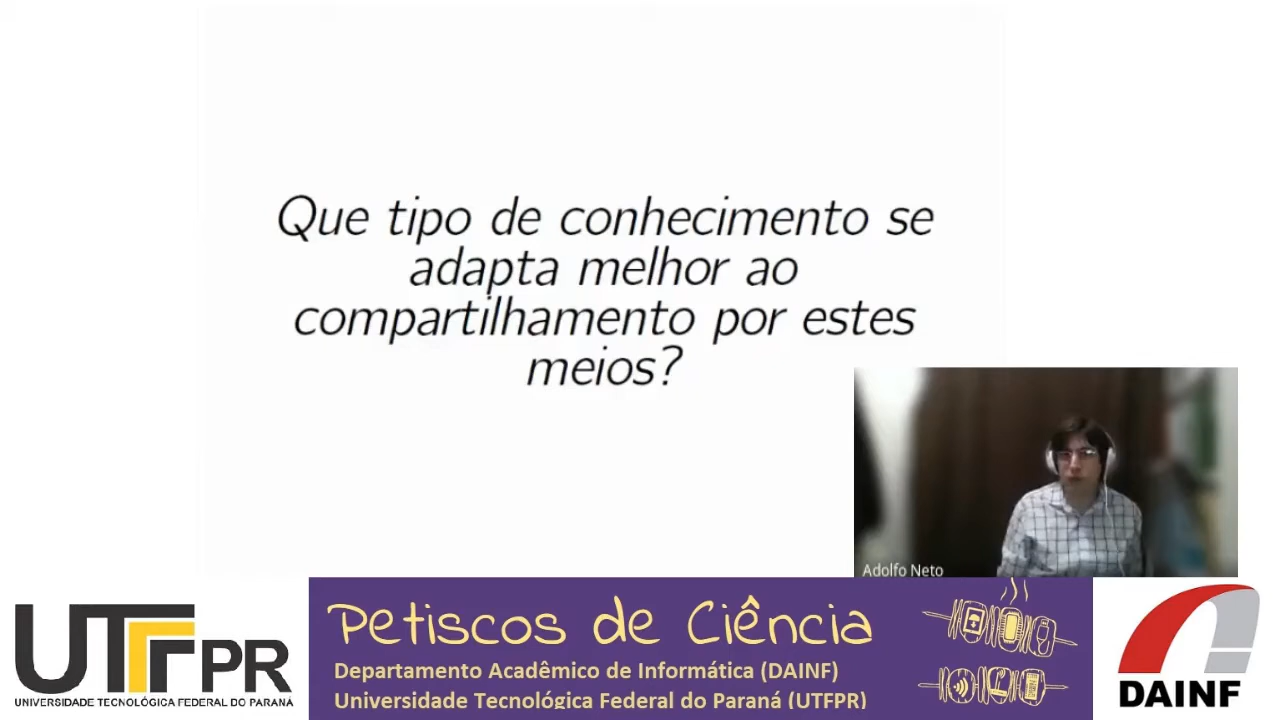 Que tipo de conhecimento se
adapta melhor ao
compartilhamento por estes
meios?
Adolfo Neto
UTFPR
UNIVERSIDADE TECNOLÓGICA FEDERAL DO PARANÁ
Petiscos de Ciência
Departamento Acadêmico de Informática (DAINF)
Universidade Tecnológica Federal do Paraná (UTFPR)
DAINF